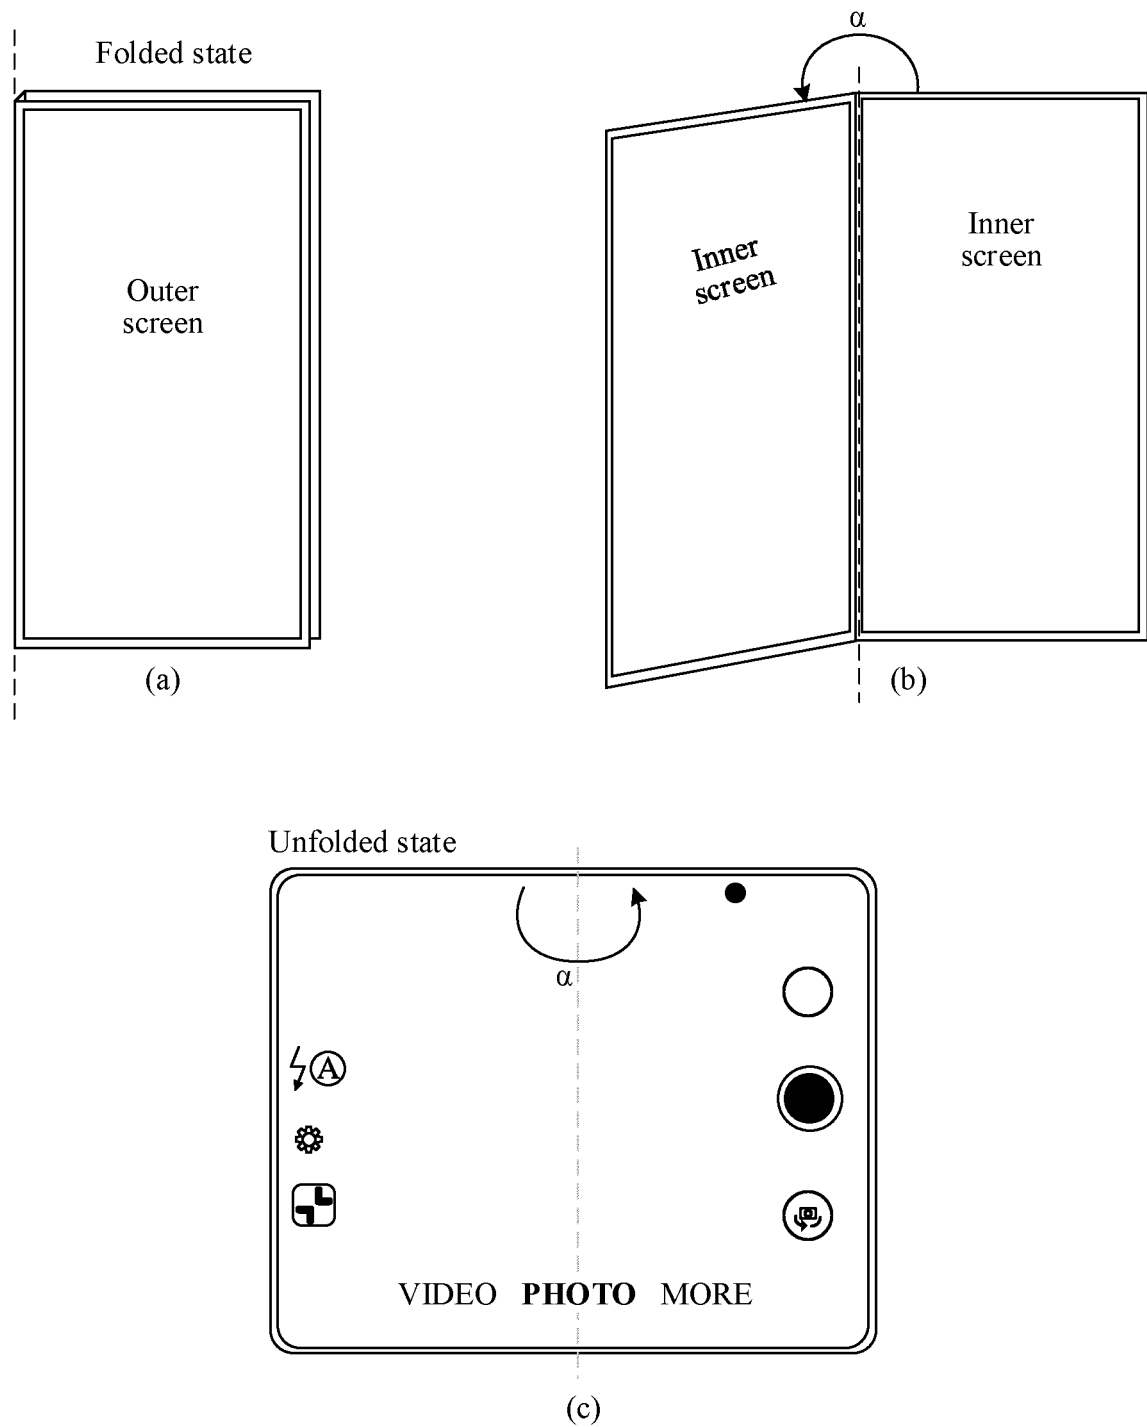 Folded state
Outer
screen
(a)
α
Inner
screen
Inner
screen
(b)
Unfolded state
α
A
VIDEO PHOTO MORE
(c)